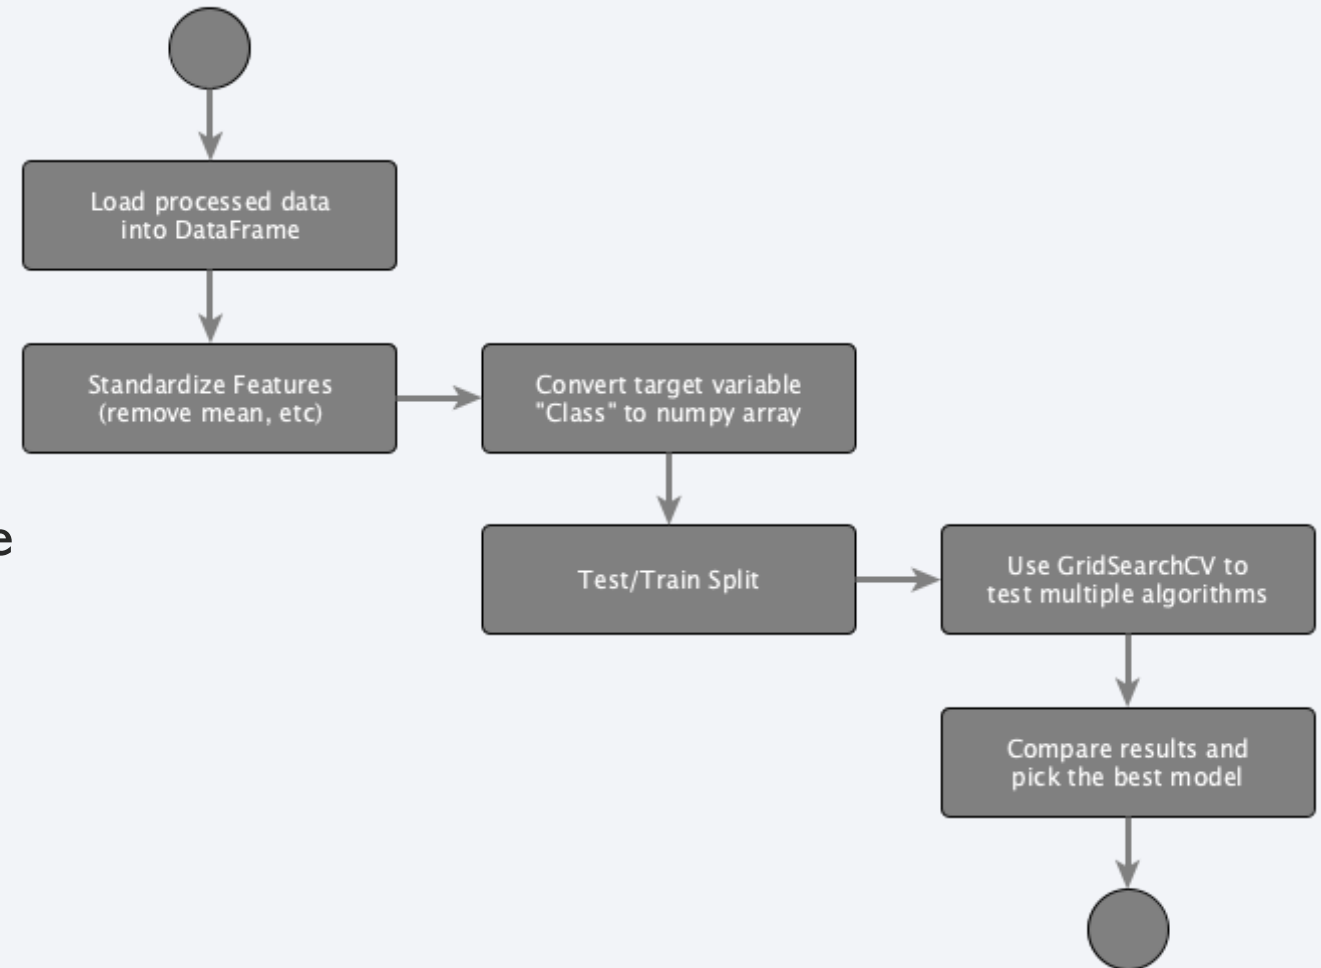 Load processed data
into DataFrame
Standardize Features
(remove mean, etc)
Convert target variable
"Class" to numpy array
e
Test/Train Split
Use GridSearchCV to
test multiple algorithms
Compare results and
pick the best model